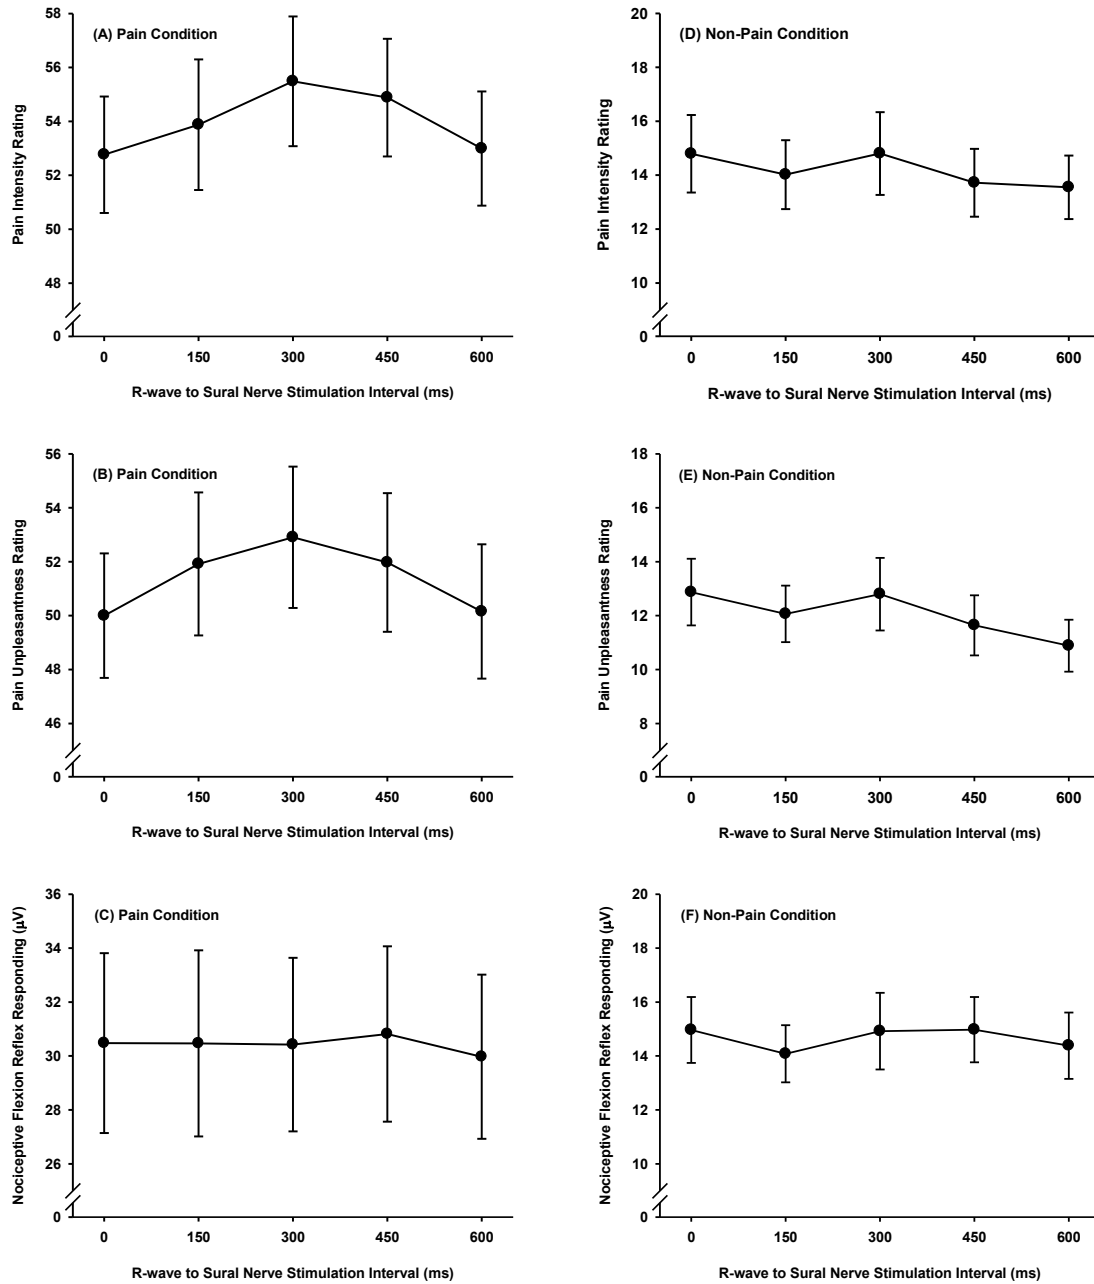 (A) Pain Condition
Pain Intensity Rating
58
56
54
52
50
48
0
0 150 300 450 600
R-wave to Sural Nerve Stimulation Interval (ms)
(D) Non-Pain Condition
Pain Intensity Rating
20
18
16
14
12
10
0
0 150 300 450 600
R-wave to Sural Nerve Stimulation Interval (ms)
(B) Pain Condition
Pain Unpleasantness Rating
56
54
52
50
48
46
0
0 150 300 450 600
R-wave to Sural Nerve Stimulation Interval (ms)
(E) Non-Pain Condition
Pain Unpleasantness Rating
18
16
14
12
10
8
0
0 150 300 450 600
R-wave to Sural Nerve Stimulation Interval (ms)
(C) Pain Condition
Nociceptive Flexion Reflex Responding (µV)
36
34
32
30
28
26
0
0 150 300 450 600
R-wave to Sural Nerve Stimulation Interval (ms)
(F) Non-Pain Condition
Nociceptive Flexion Reflex Responding (µV)
20
18
16
14
12
10
0
0 150 300 450 600
R-wave to Sural Nerve Stimulation Interval (ms)